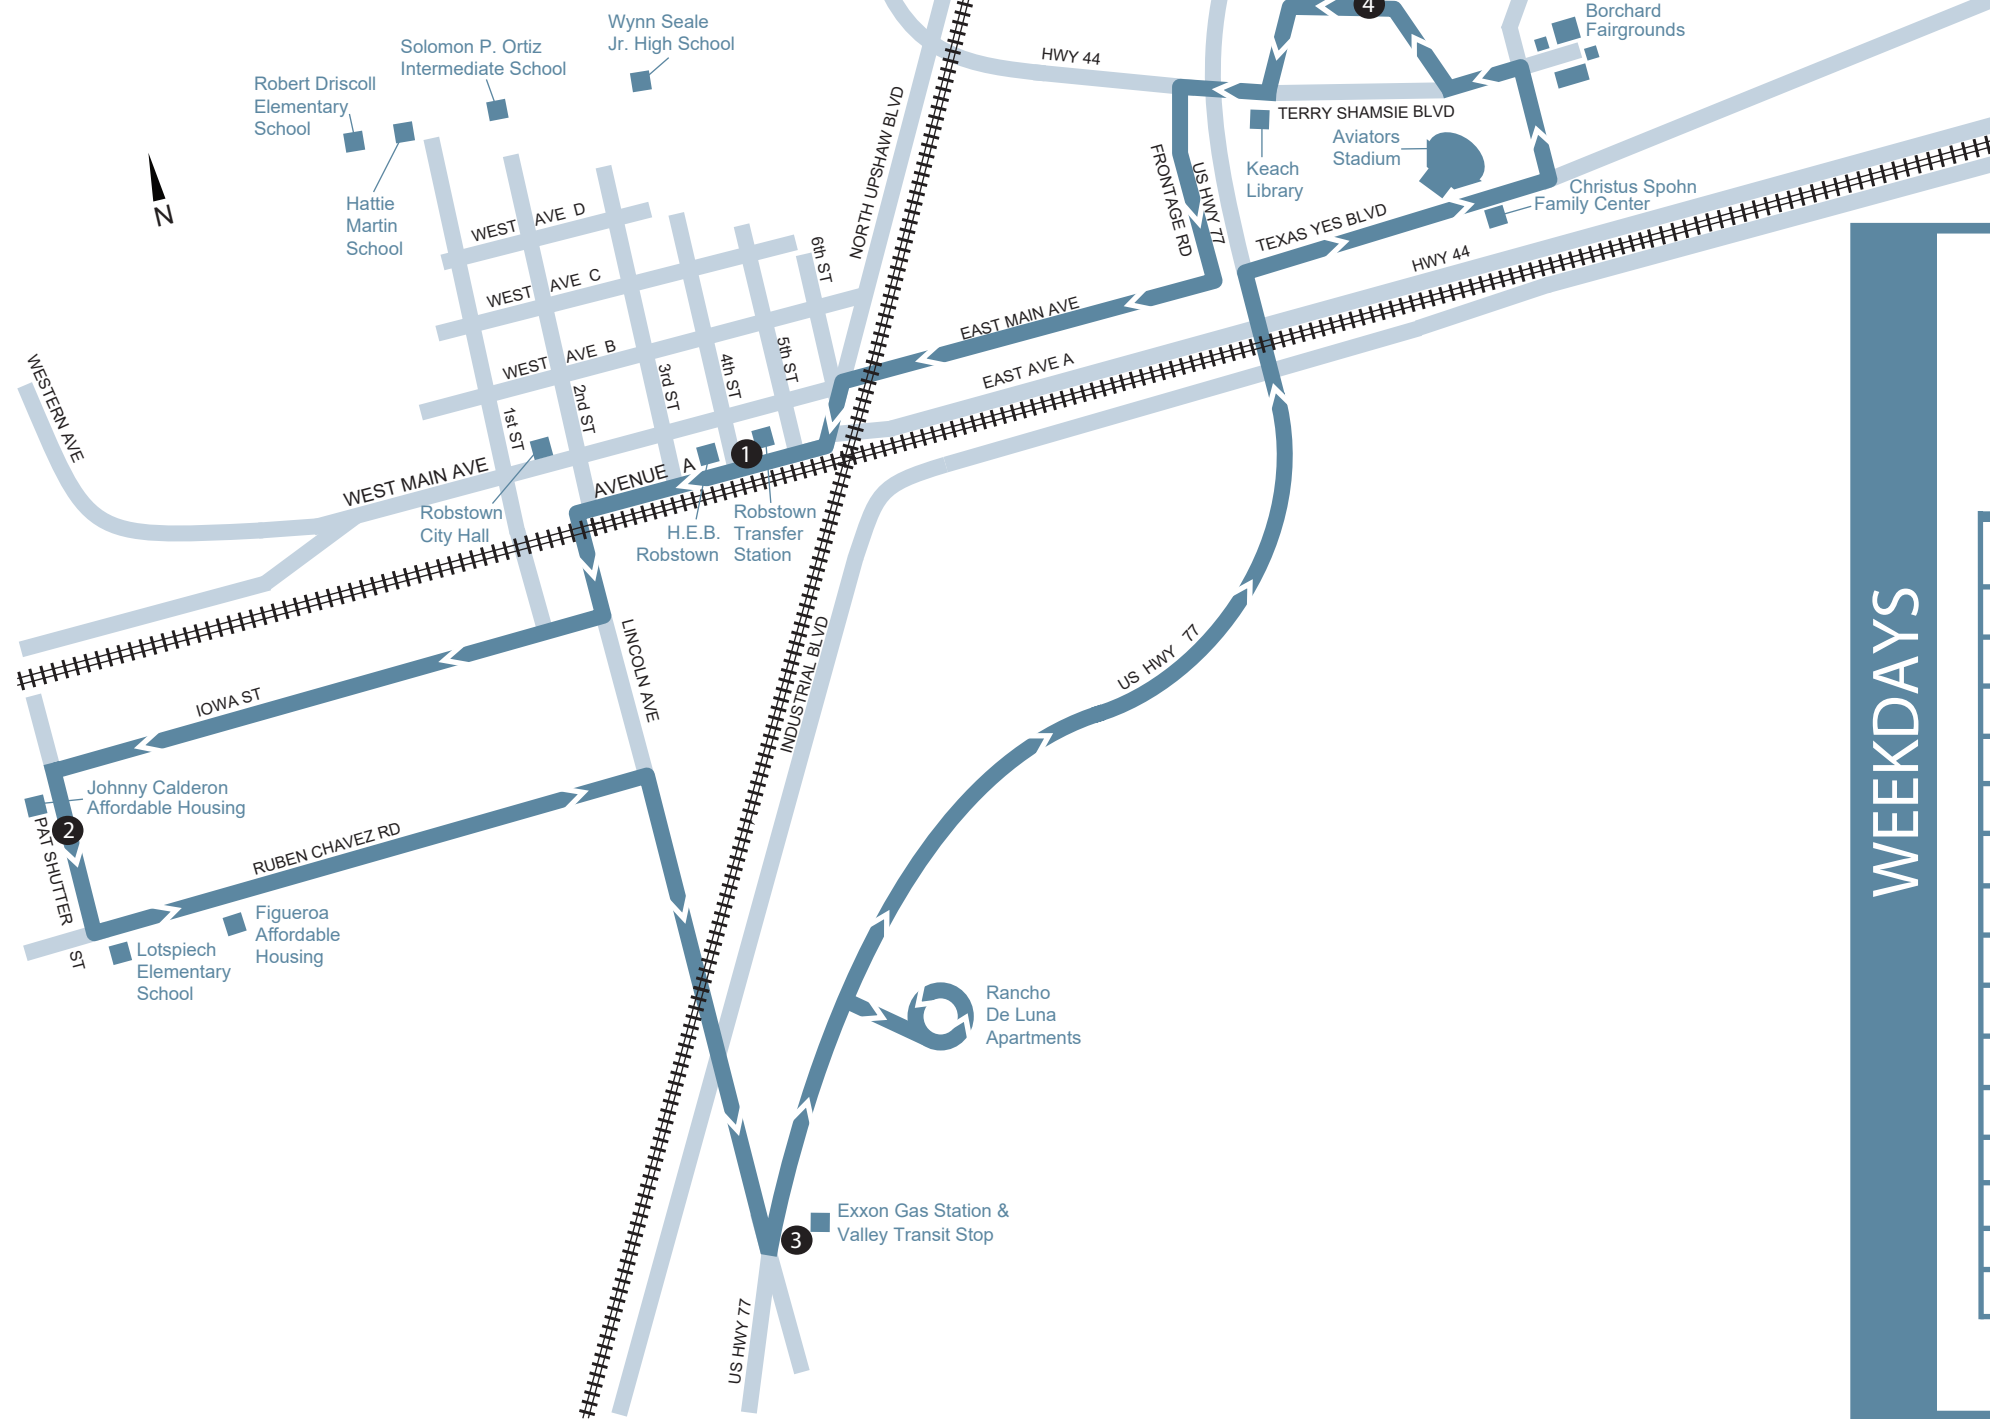 4
Borchard
Fairgrounds
Wynn Seale
Jr. High School
Solomon P. Ortiz
Intermediate School
Robert Driscoll
Elementary
School
HWY 44
NORTH UPSHAW BLVD
TERRY SHAMSIE BLVD
Aviators
Stadium
Keach
Library
FRONTAGE RD
US HWY 77
Christus Spohn
Family Center
TEXAS YES BLVD
HWY 44
N
Hattie
Martin
School
WEST AVE D
WEST AVE C
WEST AVE B
6th ST
5th ST
4th ST
3rd ST
2nd ST
1st ST
EAST MAIN AVE
EAST AVE A
WESTERN AVE
WEST MAIN AVE
AVENUE A
1
Robstown
City Hall
H.E.B.
Robstown
Robstown
Transfer
Station
LINCOLN AVE
INDUSTRIAL BLVD
US HWY 77
IOWA ST
Johnny Calderon
Affordable Housing
2
PAT SHUTTER ST
RUBEN CHAVEZ RD
Figueroa
Affordable
Housing
Lotspiech
Elementary
School
Rancho
De Luna
Apartments
Exxon Gas Station &
Valley Transit Stop
3
US HWY 77
WEEKDAYS